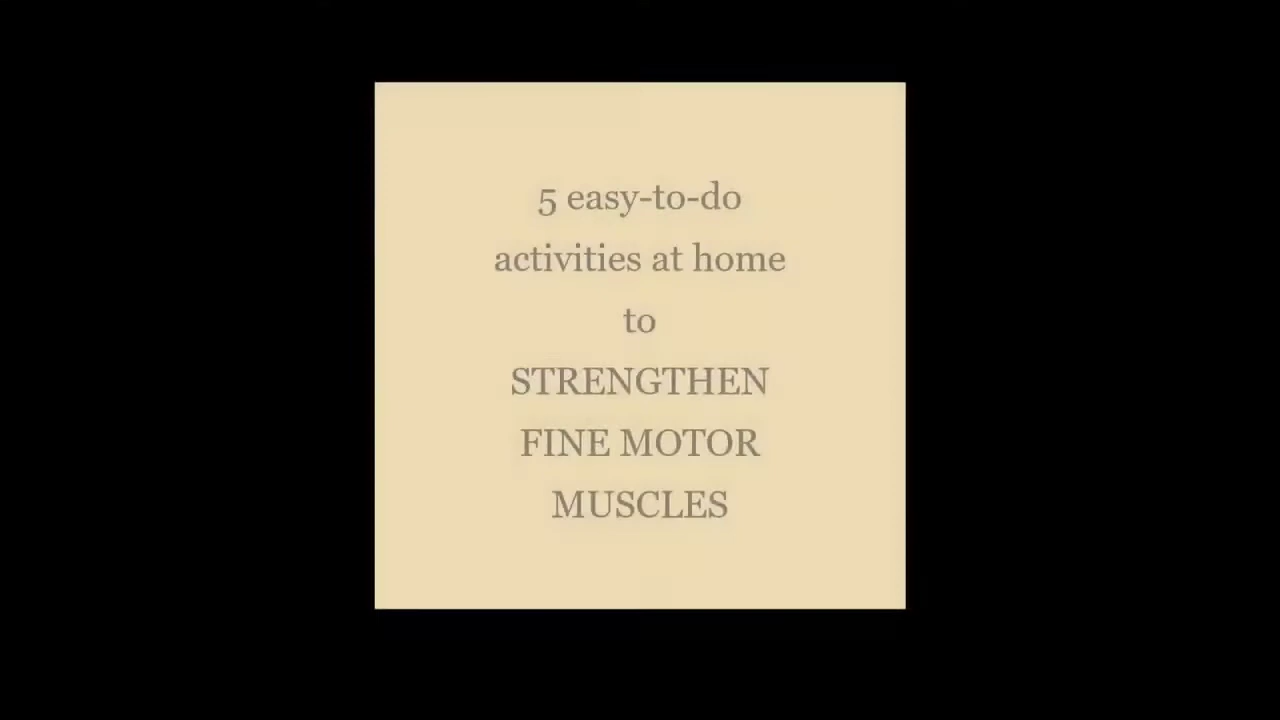 5 easy-to-do
activities at home
to
STRENGTHEN
FINE MOTOR
MUSCLES